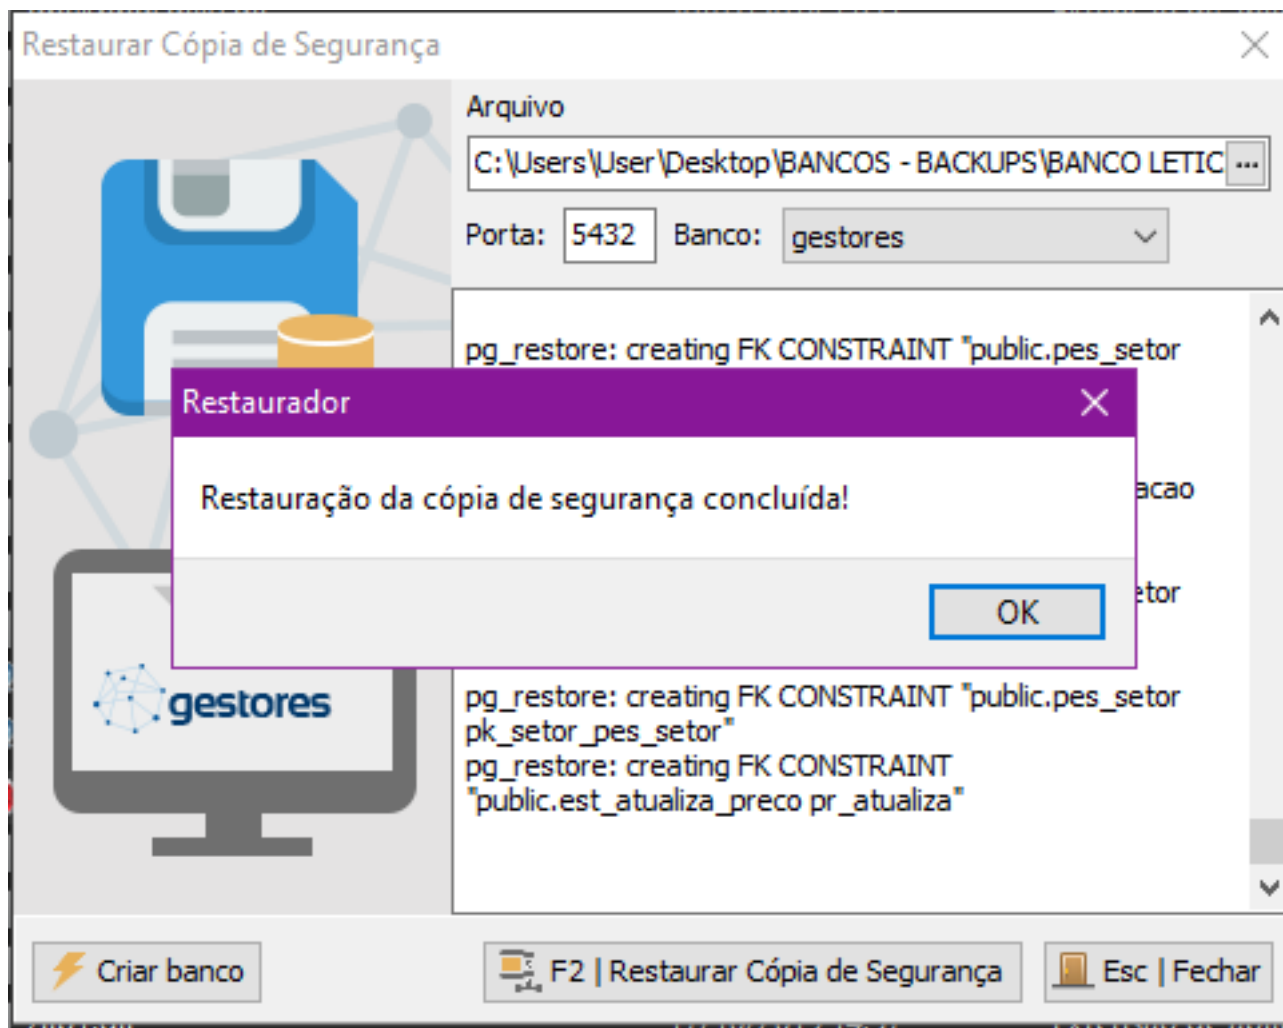 Restaurar Cópia de Segurança
Arquivo
C:\Users\User\Desktop\BANCOS - BACKUPS\BANCO LETIC
...
Porta: 5432 Banco: gestores
pg_restore: creating FK CONSTRAINT "public.pes_setor
Restaurador
Restauração da cópia de segurança concluída!
acao
OK
etor
gestores
pg_restore: creating FK CONSTRAINT "public.pes_setor
pk_setor_pes_setor"
pg_restore: creating FK CONSTRAINT
"public.est_atualiza_preco pr_atualiza"
Criar banco
F2 | Restaurar Cópia de Segurança
Esc | Fechar